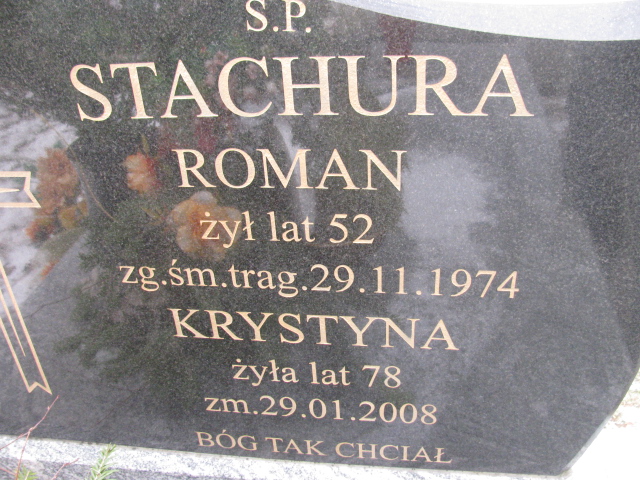 S.P.
STACHURA
ROMAN
żył lat 52
zg.śm.trag.29.11.1974
KRYSTYNA
żyła lat 78
zm.29.01.2008
BÓG TAK CHCIAŁ